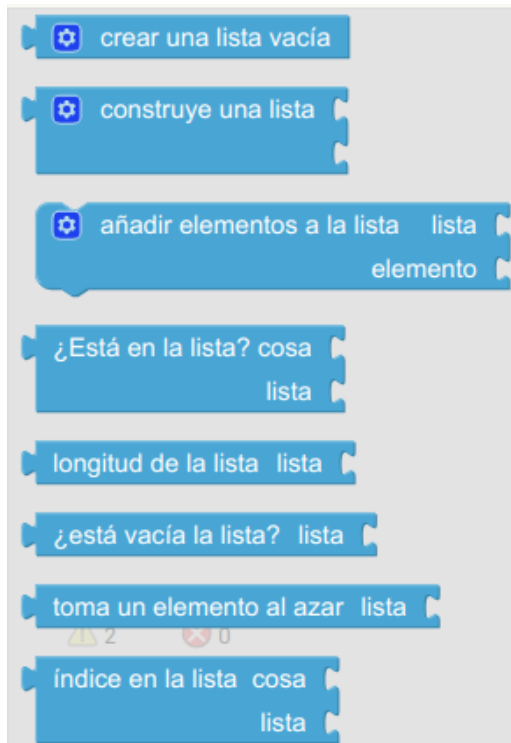 crear una lista vacía
construye una lista
añadir elementos a la lista lista
elemento
¿Está en la lista? cosa
lista
longitud de la lista lista
¿está vacía la lista? lista
toma un elemento al azar lista
2 0
índice en la lista cosa
lista